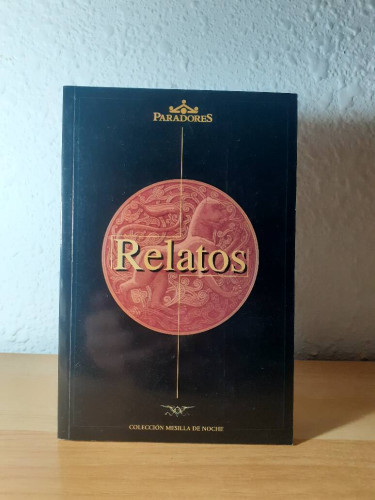 PARADORES
Relatos
COLECCIÓN MESILLA DE NOCHE